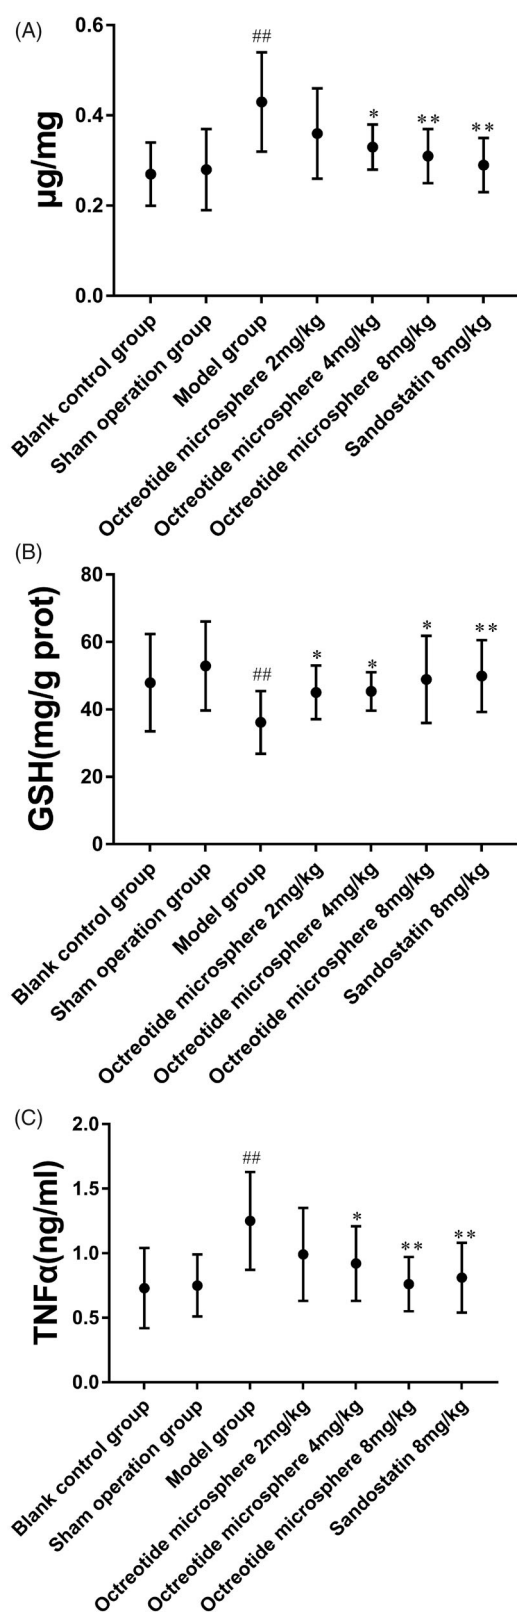 (A)
µg/mg
0.6
0.4
0.2
0.0
##
*
**
**
Blank control group
Sham operation group
Model group
Octreotide microsphere 2mg/kg
Octreotide microsphere 4mg/kg
Octreotide microsphere 8mg/kg
Sandostatin 8mg/kg
(B)
GSH(mg/g prot)
80
60
40
20
0
##
*
*
*
**
Blank control group
Sham operation group
Model group
Octreotide microsphere 2mg/kg
Octreotide microsphere 4mg/kg
Octreotide microsphere 8mg/kg
Sandostatin 8mg/kg
(C)
TNFα(ng/ml)
2.0
1.5
1.0
0.5
0.0
##
*
**
**
Blank control group
Sham operation group
Model group
Octreotide microsphere 2mg/kg
Octreotide microsphere 4mg/kg
Octreotide microsphere 8mg/kg
Sandostatin 8mg/kg